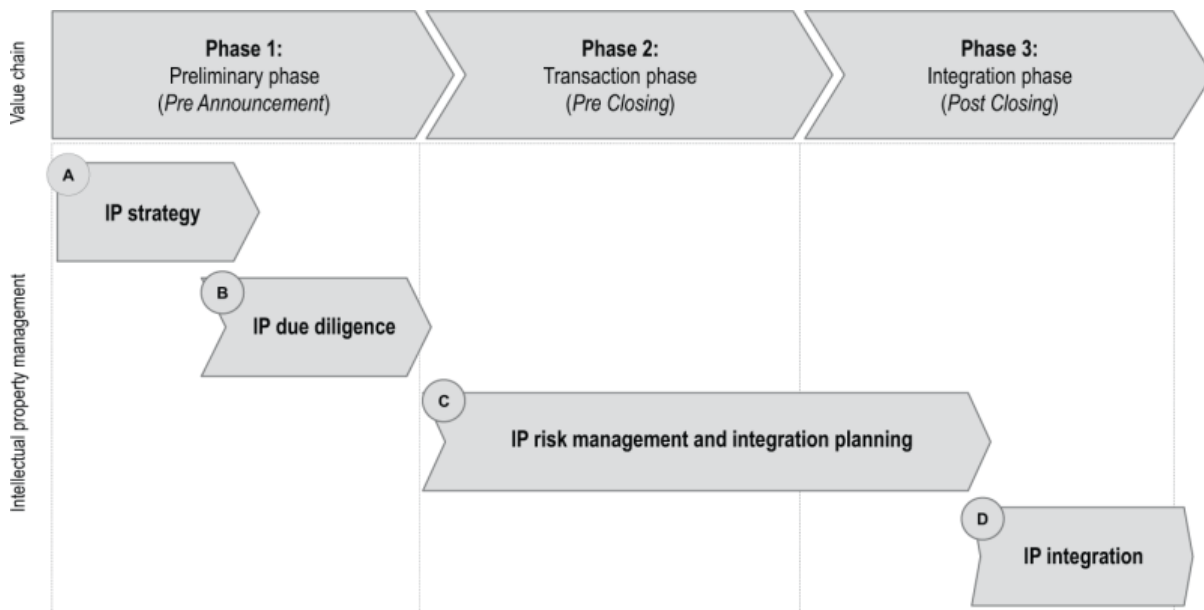 Value chain
Phase 1:
Preliminary phase
(Pre Announcement)
Phase 2:
Transaction phase
(Pre Closing)
Phase 3:
Integration phase
(Post Closing)
Intellectual property management
A
IP strategy
B
IP due diligence
C
IP risk management and integration planning
D
IP integration